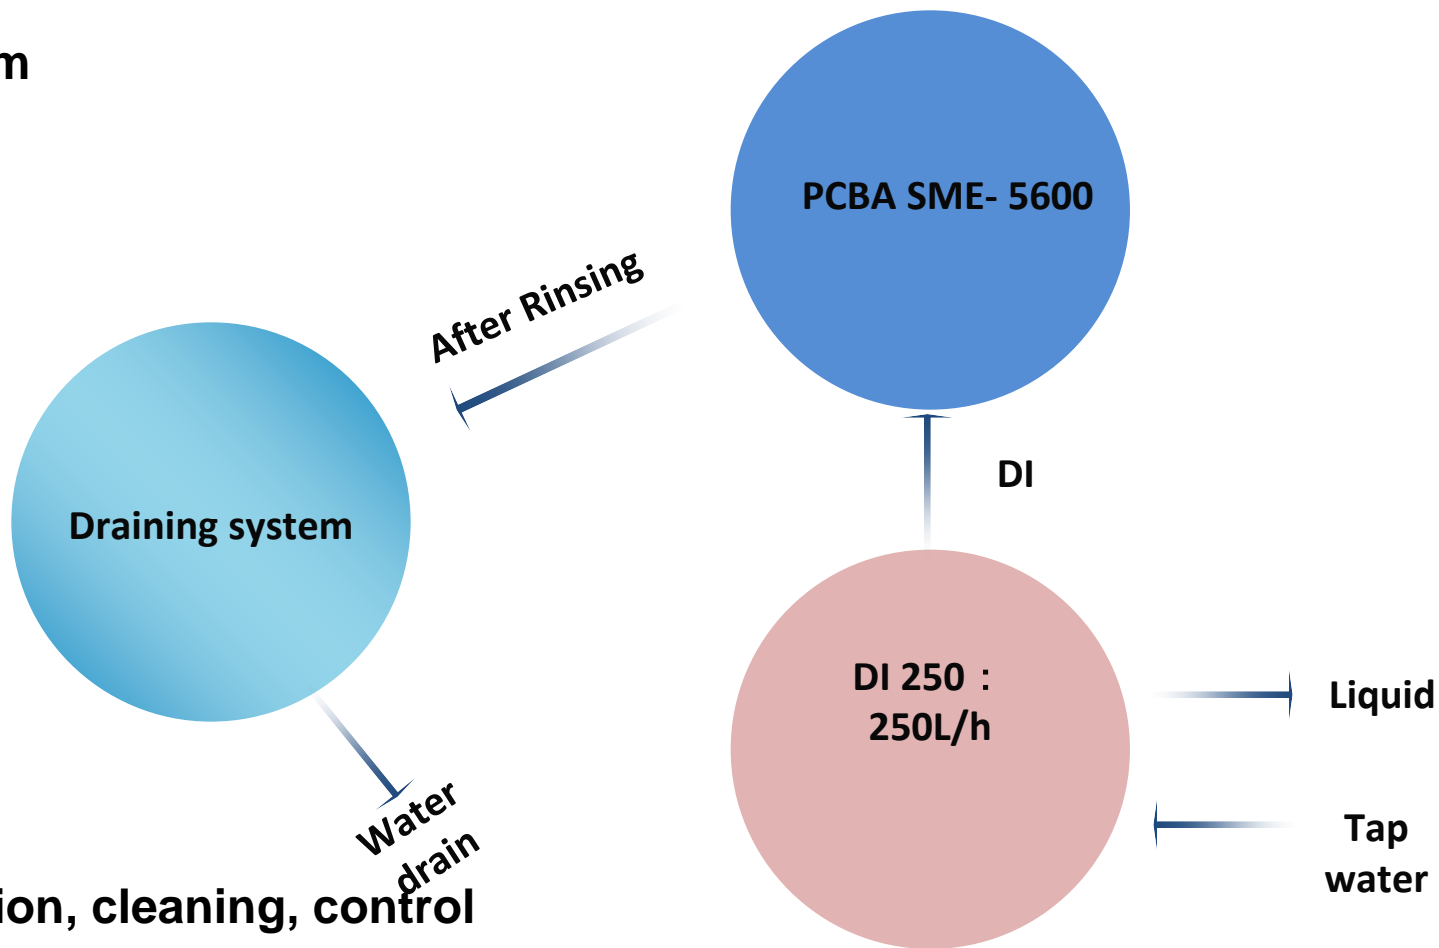 m
PCBA SME- 5600
After Rinsing
DI
Draining system
DI 250：
250L/h
Liquid
Water
drain
Tap
water
ion, cleaning, control